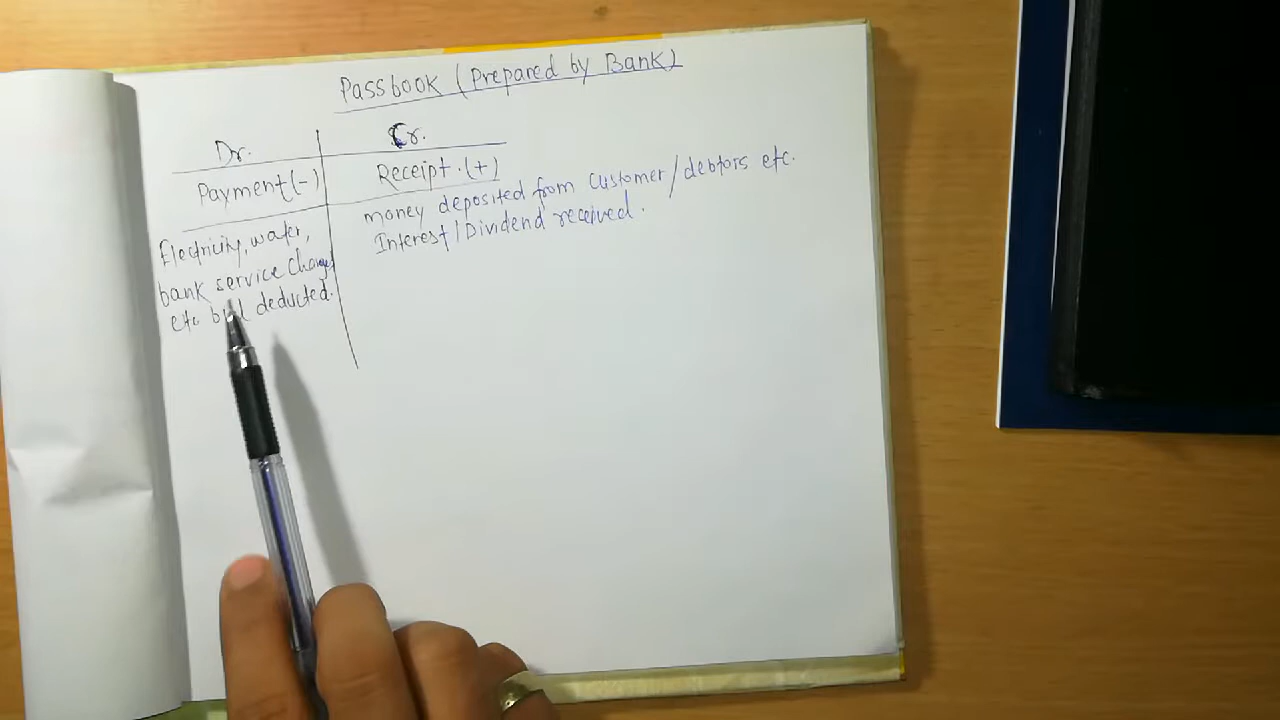 Passbook (Prepared by Bank)
Dr.
Cr.
Payment (-)
Receipt. (+)
Electricity, water,
bank service charges
etc bill deducted.
money deposited from customer/debtors etc.
Interest/Dividend received.